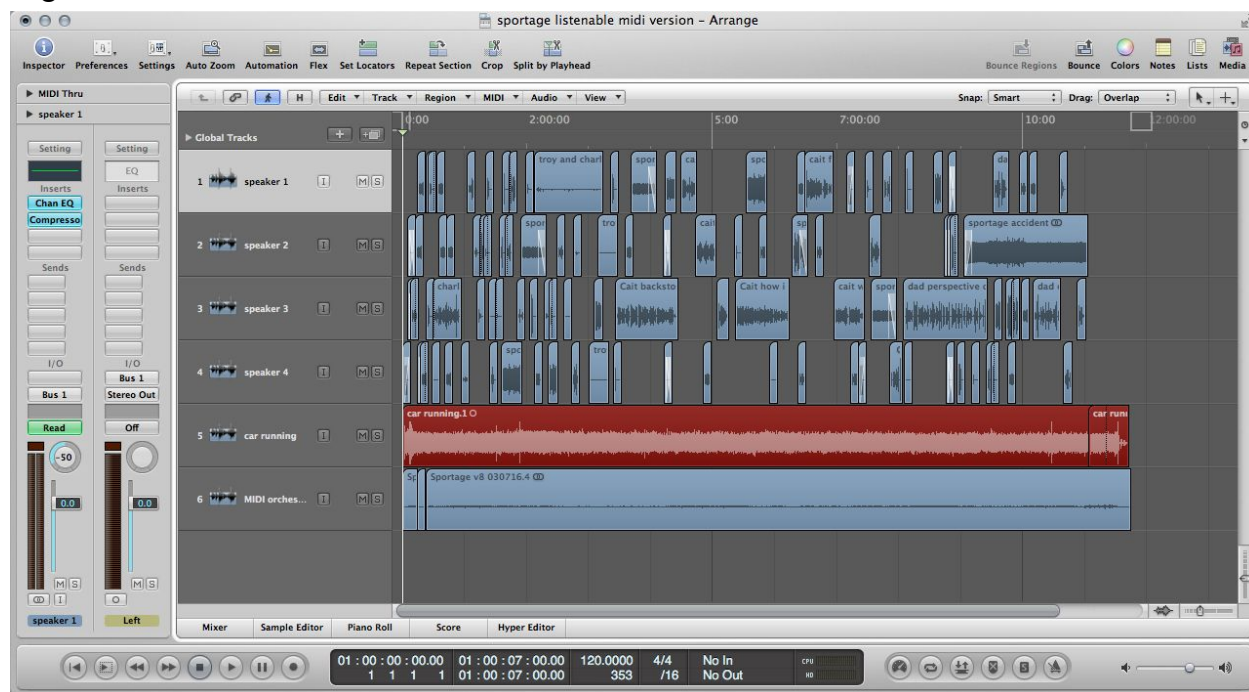 sportage listenable midi version – Arrange
Inspector Preferences Settings Auto Zoom Automation Flex Set Locators Repeat Section Crop Split by Playhead Bounce Regions Bounce Colors Notes Lists Media
MIDI Thru
H Edit Track Region MIDI Audio View Snap: Smart Drag: Overlap
speaker 1
0:00 2:00:00 5:00 7:00:00 10:00 2:00:00
Global Tracks
Setting Setting
EQ
Inserts Inserts
Chan EQ
Compresso
Sends Sends
I/O I/O
Bus 1
Bus 1 Stereo Out
Read Off
-50
0.0 0.0
M S M S
I
speaker 1 Left
1 speaker 1 I M S
troy and charl spor ca spc cait f da
2 speaker 2 I M S
spor tro cait sp sportage accident
3 speaker 3 I M S
charl Cait backsto Cait how i cait w spor dad perspective c dad
4 speaker 4 I M S
spc tro
5 car running I M S
car running.1 car runn
6 MIDI orches... I M S
Sp Sportage v8 030716.4
Mixer Sample Editor Piano Roll Score Hyper Editor
01 : 00 : 00 : 00.00 01 : 00 : 07 : 00.00 120.0000 4/4 No In CPU
1 1 1 1 01 : 00 : 07 : 00.00 353 /16 No Out HD